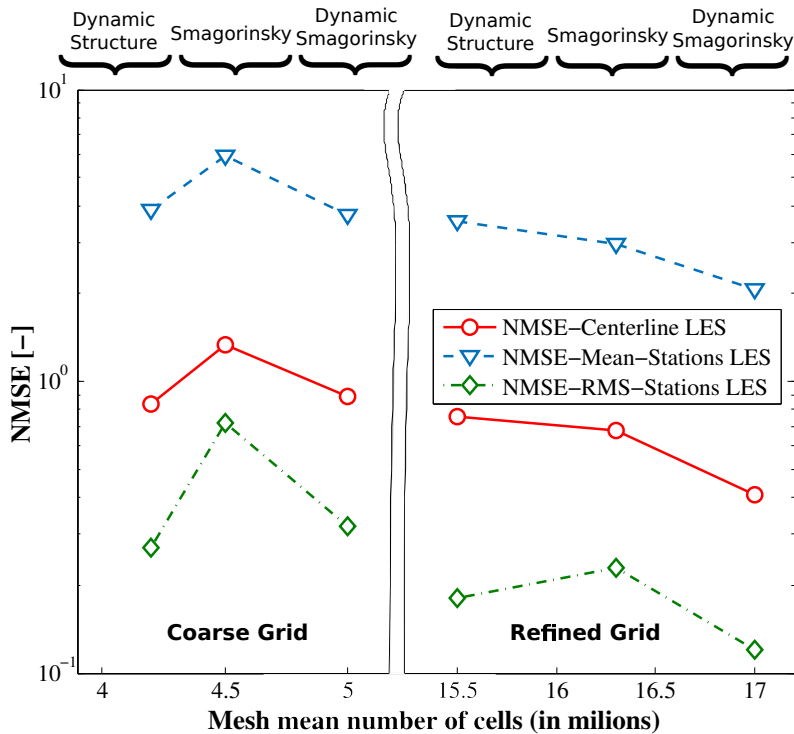 Dynamic Structure
Smagorinsky
Dynamic Smagorinsky
Dynamic Structure
Smagorinsky
Dynamic Smagorinsky
10^1
10^0
10^−1
NMSE [−]
NMSE−Centerline LES
NMSE−Mean−Stations LES
NMSE−RMS−Stations LES
Coarse Grid
Refined Grid
4 4.5 5 15.5 16 16.5 17
Mesh mean number of cells (in milions)